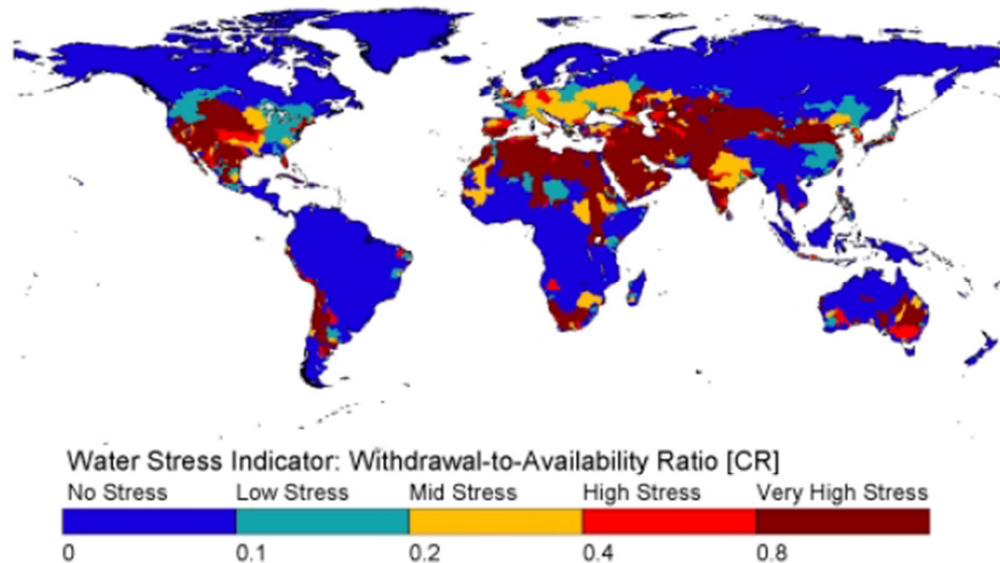 Water Stress Indicator: Withdrawal-to-Availability Ratio [CR]
No Stress Low Stress Mid Stress High Stress Very High Stress
0 0.1 0.2 0.4 0.8